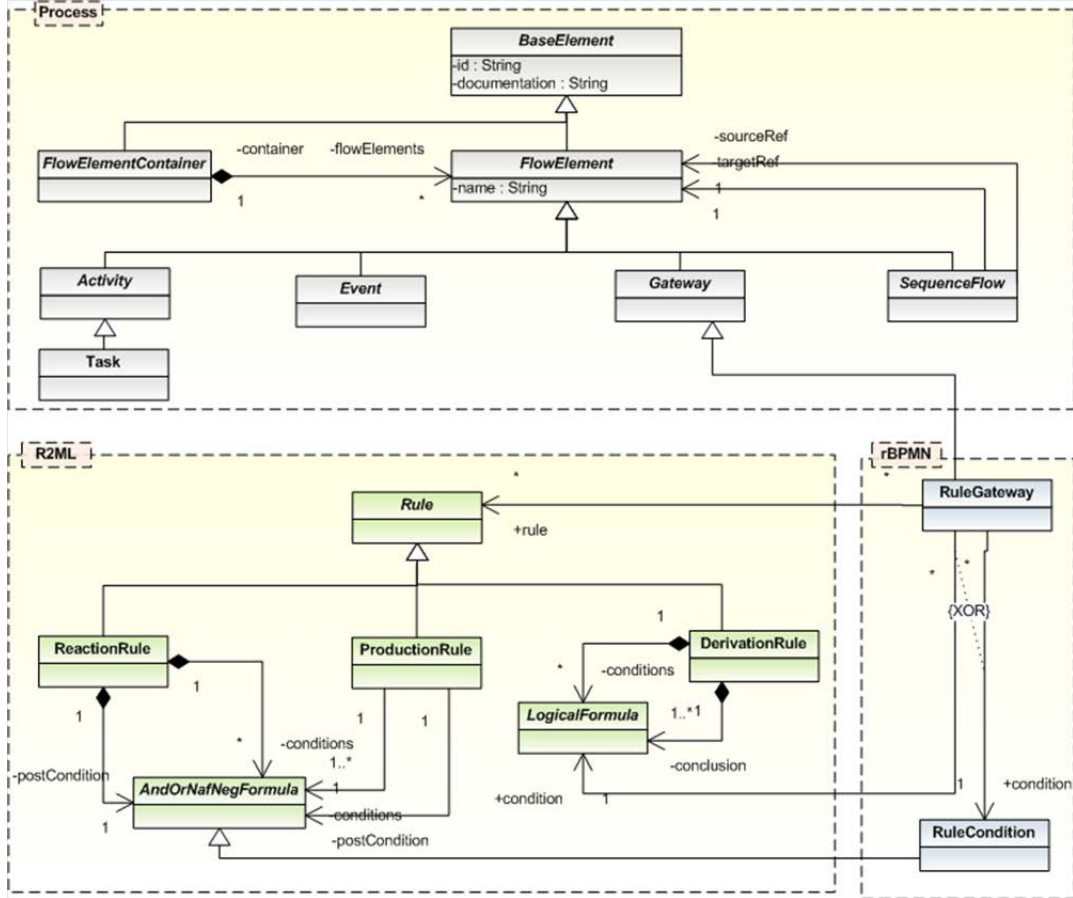 Process
BaseElement
-id : String
-documentation : String
FlowElementContainer
-container
-flowElements
1
*
FlowElement
-name : String
-sourceRef
-targetRef
1
1
Activity
Event
Gateway
SequenceFlow
Task
R2ML
rBPMN
*
Rule
+rule
*
RuleGateway
*
*
{XOR}
ReactionRule
ProductionRule
1
DerivationRule
1
*
-conditions
1
1
1
LogicalFormula
1..*
1
*
-conditions
-conclusion
1..*
-postCondition
1
AndOrNafNegFormula
+condition
1
1
+condition
1
-conditions
-postCondition
RuleCondition